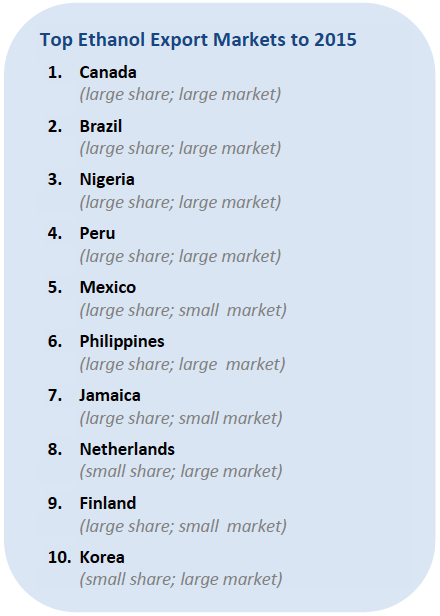 Top Ethanol Export Markets to 2015
1. Canada
(large share; large market)
2. Brazil
(large share; large market)
3. Nigeria
(large share; large market)
4. Peru
(large share; large market)
5. Mexico
(large share; small market)
6. Philippines
(large share; large market)
7. Jamaica
(large share; small market)
8. Netherlands
(small share; large market)
9. Finland
(large share; small market)
10. Korea
(small share; large market)